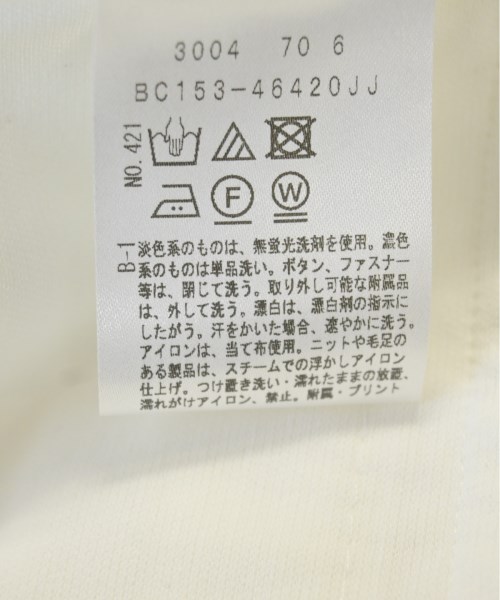 3004 70 6
BC153-46420JJ
NO.421
F W
B-1
淡色系のものは、無蛍光洗剤を使用。濃色
系のものは単品洗い。ボタン、ファスナー
等は、閉じて洗う。取り外し可能な附属品
は、外して洗う。漂白は、漂白剤の指示に
したがう。汗をかいた場合、速やかに洗う。
アイロンは、当て布使用。ニットや毛足の
ある製品は、スチームでの浮かしアイロン
仕上げ。つけ置き洗い・濡れたままの放置、
濡れがけアイロン、禁止。附属・プリント